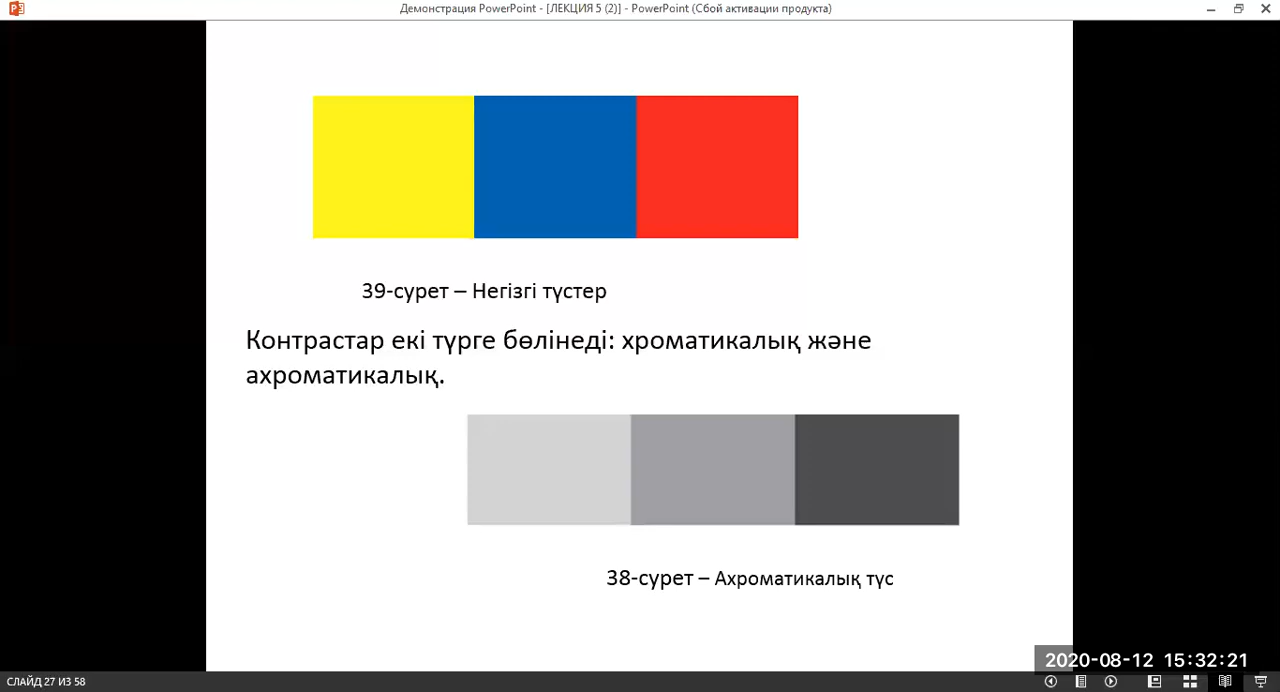 Демонстрация PowerPoint - [ЛЕКЦИЯ 5 (2)] - PowerPoint (Сбой активации продукта)
39-сурет – Негізгі түстер
Контрастар екі түрге бөлінеді: хроматикалық және
ахроматикалық.
38-сурет – Ахроматикалық түс
2020-08-12 15:32:21
СЛАЙД 27 ИЗ 58